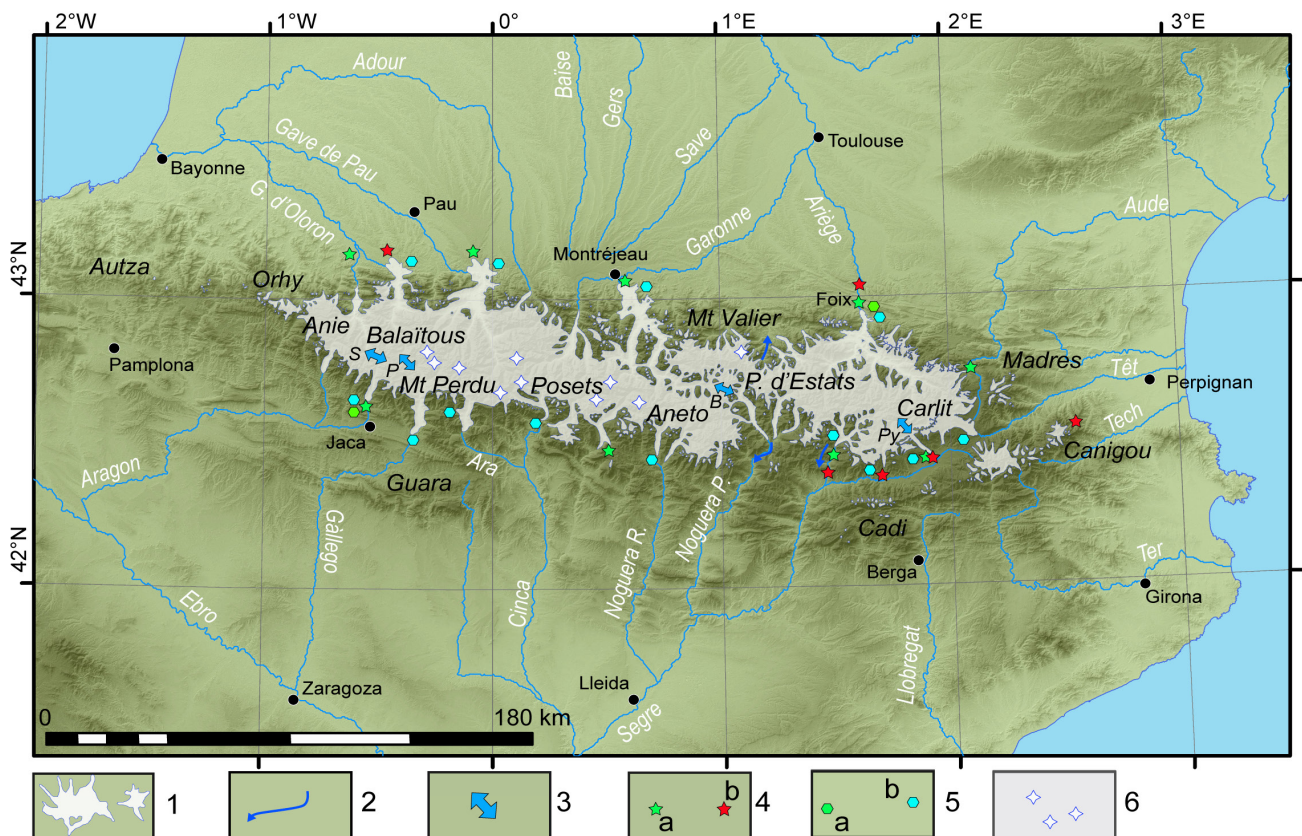 2°W 1°W 0° 1°E 2°E 3°E
Adour
Baïse
Gers
Save
Toulouse
Bayonne
Gave de Pau
Pau
G. d'Oloron
Garonne
Ariège
Aude
43°N
Autza
Orhy
Montréjeau
Foix
Mt Valier
Anie
Balaïtous
Madres
S
P
Mt Perdu
Posets
P. d'Estats
Têt
Pamplona
Perpignan
Aneto
B
Carlit
Py
Tech
Canigou
Jaca
Aragon
Ara
Guara
Gállego
Cinca
Noguera R.
Noguera P.
Cadi
42°N
Berga
Ter
Girona
Ebro
Llobregat
Zaragoza
Lleida
Segre
0 180 km
1 2 3 a b 4 a b 5 6